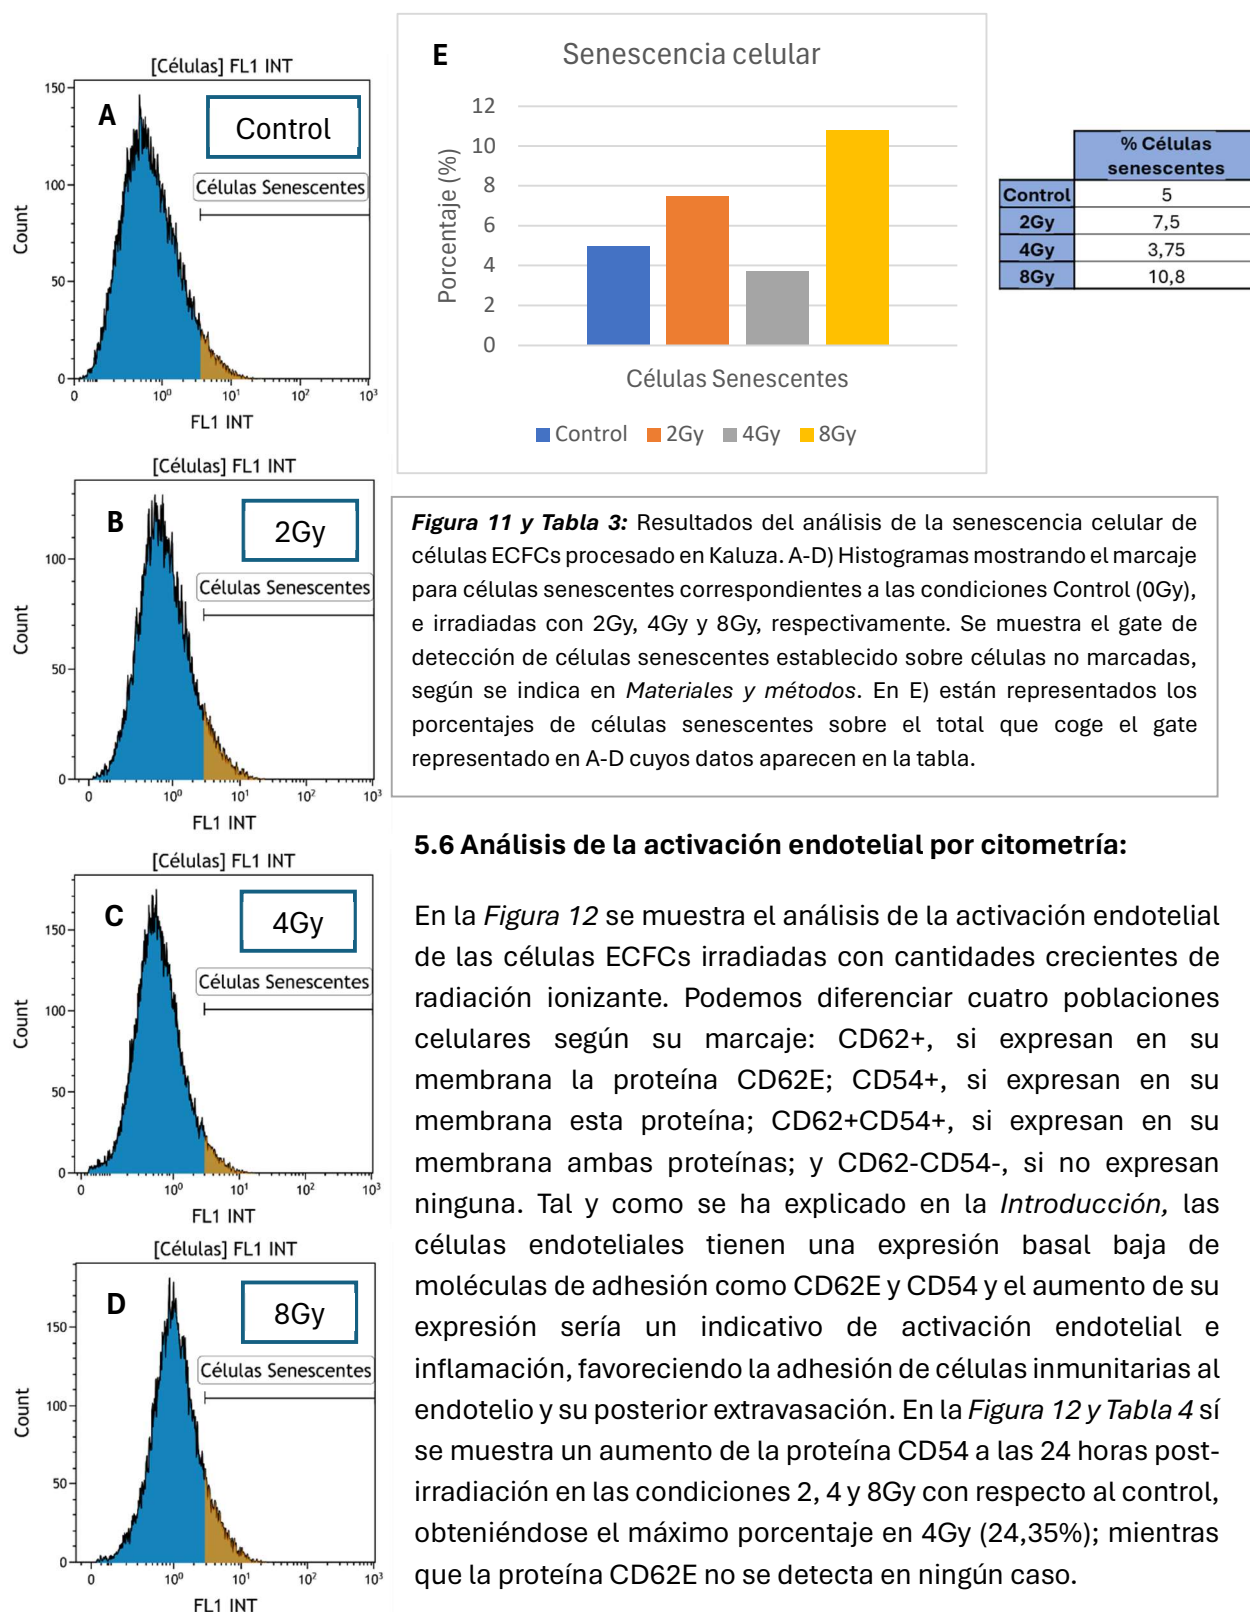 [Células] FL1 INT
A
Control
Células Senescentes
150
100
50
0
Count
0
10⁰
10¹
10²
10³
FL1 INT
E
Senescencia celular
Porcentaje (%)
12
10
8
6
4
2
0
Células Senescentes
Control 2Gy 4Gy 8Gy
% Células
senescentes
Control 5
2Gy 7,5
4Gy 3,75
8Gy 10,8
[Células] FL1 INT
B
2Gy
Células Senescentes
100
50
0
Count
0
10⁰
10¹
10²
10³
FL1 INT
Figura 11 y Tabla 3: Resultados del análisis de la senescencia celular de
células ECFCs procesado en Kaluza. A-D) Histogramas mostrando el marcaje
para células senescentes correspondientes a las condiciones Control (0Gy),
e irradiadas con 2Gy, 4Gy y 8Gy, respectivamente. Se muestra el gate de
detección de células senescentes establecido sobre células no marcadas,
según se indica en Materiales y métodos. En E) están representados los
porcentajes de células senescentes sobre el total que coge el gate
representado en A-D cuyos datos aparecen en la tabla.
[Células] FL1 INT
C
4Gy
Células Senescentes
150
100
50
0
Count
0
10⁰
10¹
10²
10³
FL1 INT
[Células] FL1 INT
D
8Gy
Células Senescentes
150
100
50
0
Count
0
10⁰
10¹
10²
10³
FL1 INT
5.6 Análisis de la activación endotelial por citometría:
En la Figura 12 se muestra el análisis de la activación endotelial
de las células ECFCs irradiadas con cantidades crecientes de
radiación ionizante. Podemos diferenciar cuatro poblaciones
celulares según su marcaje: CD62+, si expresan en su
membrana la proteína CD62E; CD54+, si expresan en su
membrana esta proteína; CD62+CD54+, si expresan en su
membrana ambas proteínas; y CD62-CD54-, si no expresan
ninguna. Tal y como se ha explicado en la Introducción, las
células endoteliales tienen una expresión basal baja de
moléculas de adhesión como CD62E y CD54 y el aumento de su
expresión sería un indicativo de activación endotelial e
inflamación, favoreciendo la adhesión de células inmunitarias al
endotelio y su posterior extravasación. En la Figura 12 y Tabla 4 sí
se muestra un aumento de la proteína CD54 a las 24 horas post-
irradiación en las condiciones 2, 4 y 8Gy con respecto al control,
obteniéndose el máximo porcentaje en 4Gy (24,35%); mientras
que la proteína CD62E no se detecta en ningún caso.